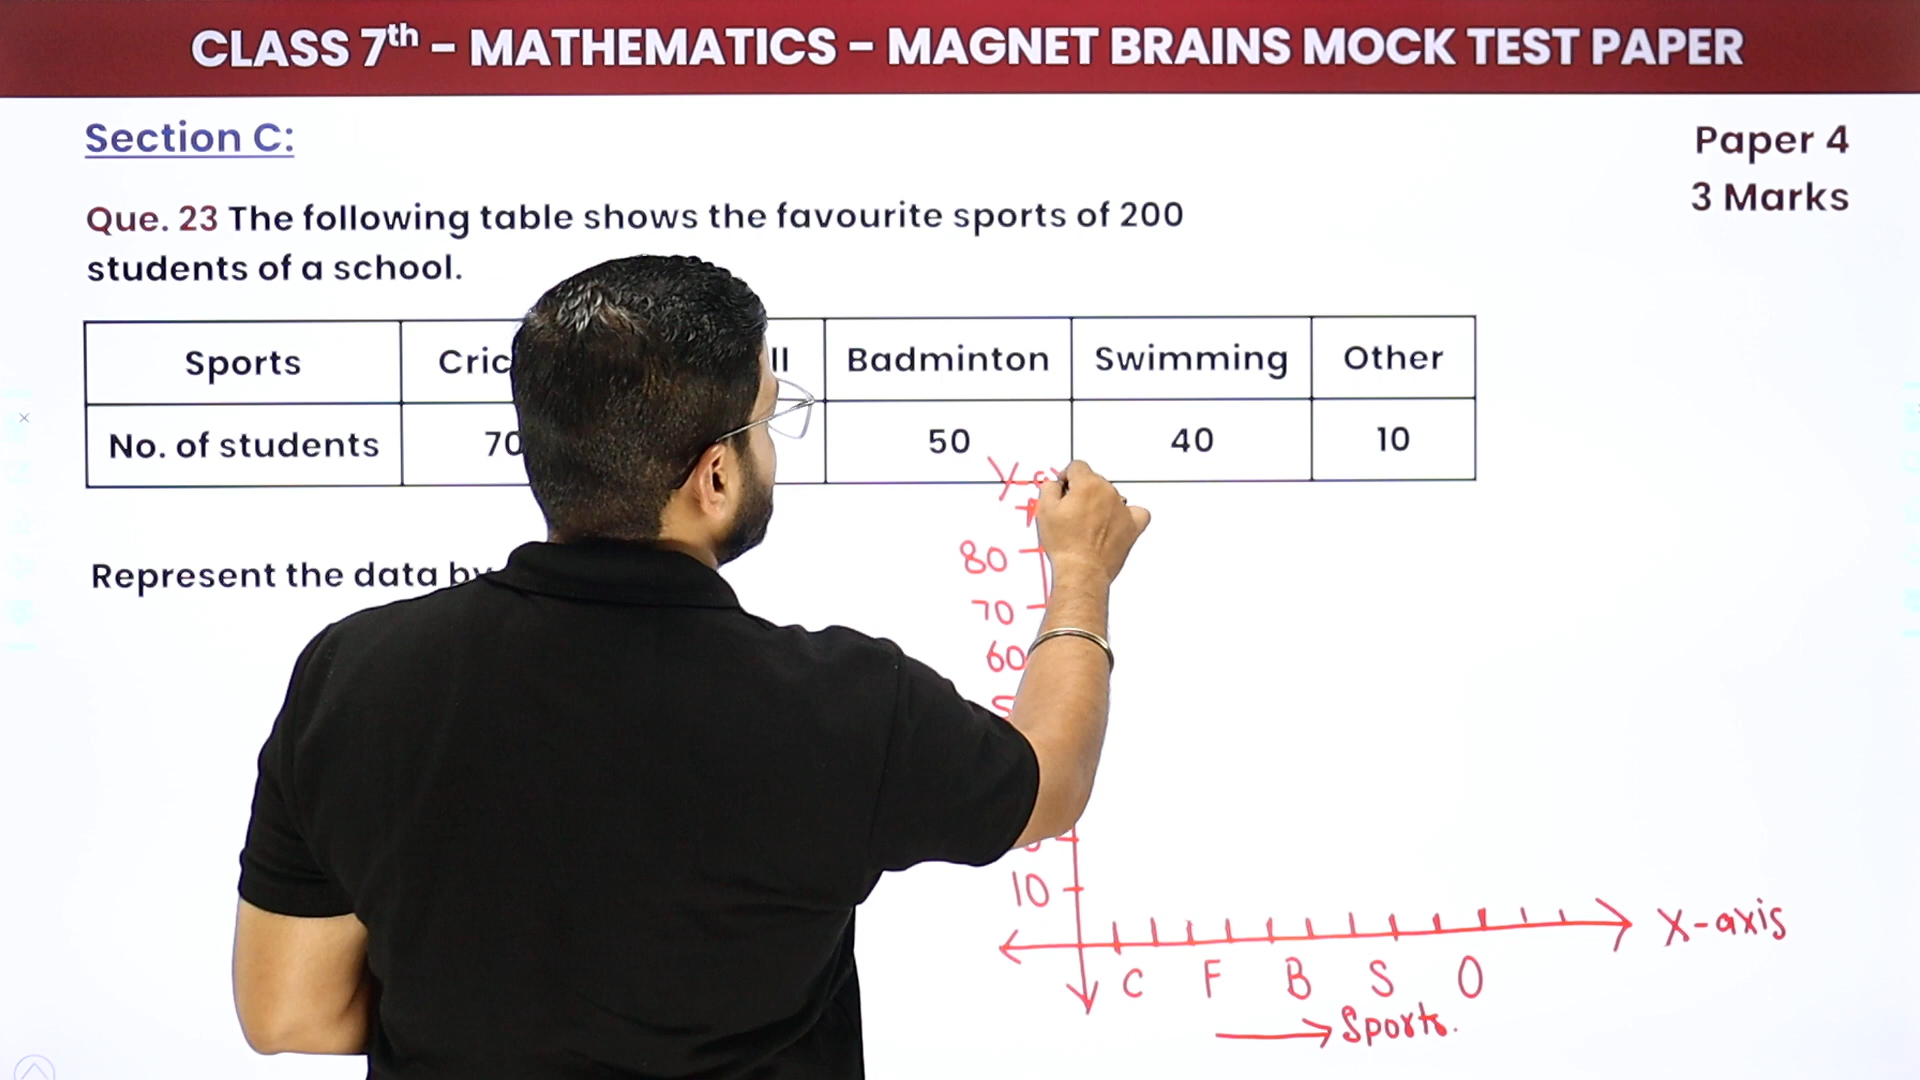 CLASS 7th – MATHEMATICS – MAGNET BRAINS MOCK TEST PAPER
Section C:
Paper 4
3 Marks
Que. 23 The following table shows the favourite sports of 200
students of a school.
Sports Badminton Swimming Other
No. of students 70 50 40 10
Represent the data
80
70
60
10
X-axis
C F B S O
Sports.